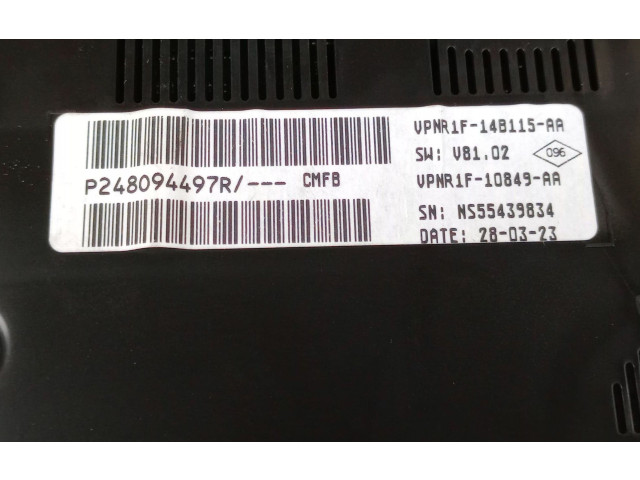 P248094497R/--- CMFB
VPNR1F-14B115-AA
SW: V81.02
096
VPNR1F-10849-AA
SN: NS55439834
DATE: 28-03-23